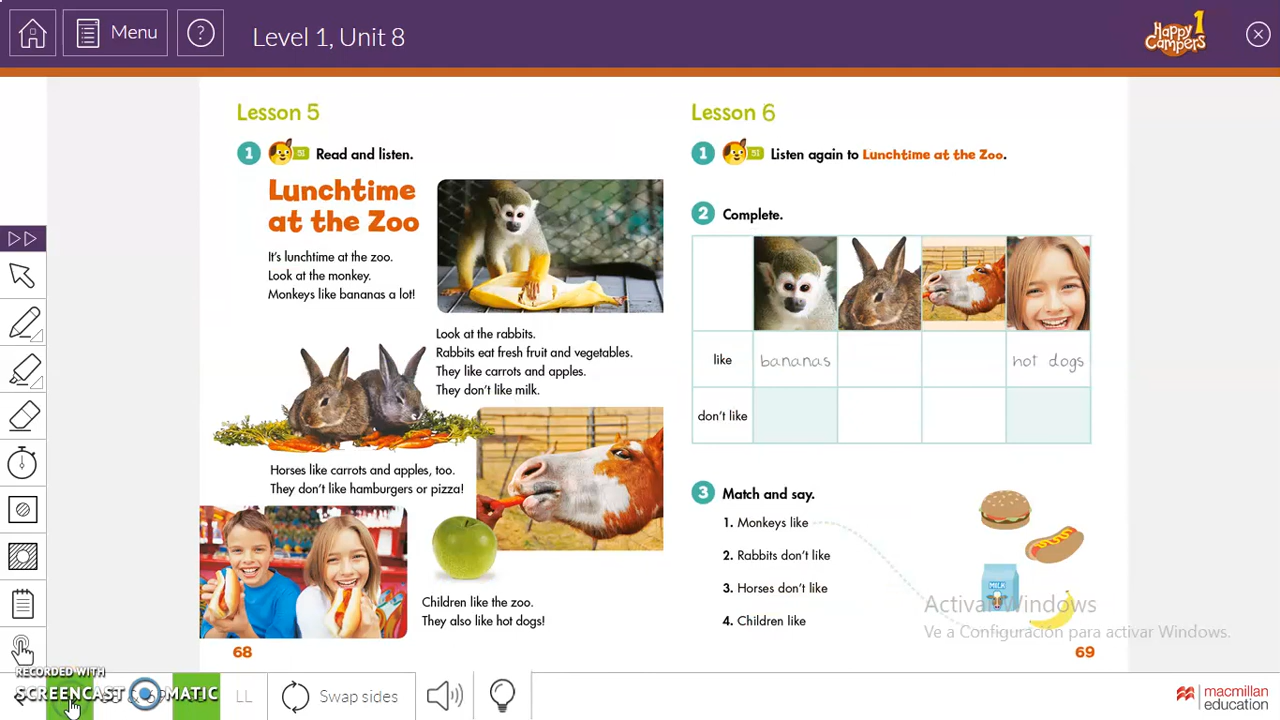 Menu
?
Level 1, Unit 8
Happy Campers 1
Lesson 5
1 51 Read and listen.
Lunchtime
at the Zoo
It's lunchtime at the zoo.
Look at the monkey.
Monkeys like bananas a lot!
Look at the rabbits.
Rabbits eat fresh fruit and vegetables.
They like carrots and apples.
They don't like milk.
Horses like carrots and apples, too.
They don't like hamburgers or pizza!
Children like the zoo.
They also like hot dogs!
68
Lesson 6
1 51 Listen again to Lunchtime at the Zoo.
2 Complete.
like bananas hot dogs
don't like
3 Match and say.
1. Monkeys like
2. Rabbits don't like
3. Horses don't like
4. Children like
MILK
Activar Windows
Ve a Configuración para activar Windows.
69
RECORDED WITH
SCREENCAST MATIC
LL
Swap sides
macmillan
education